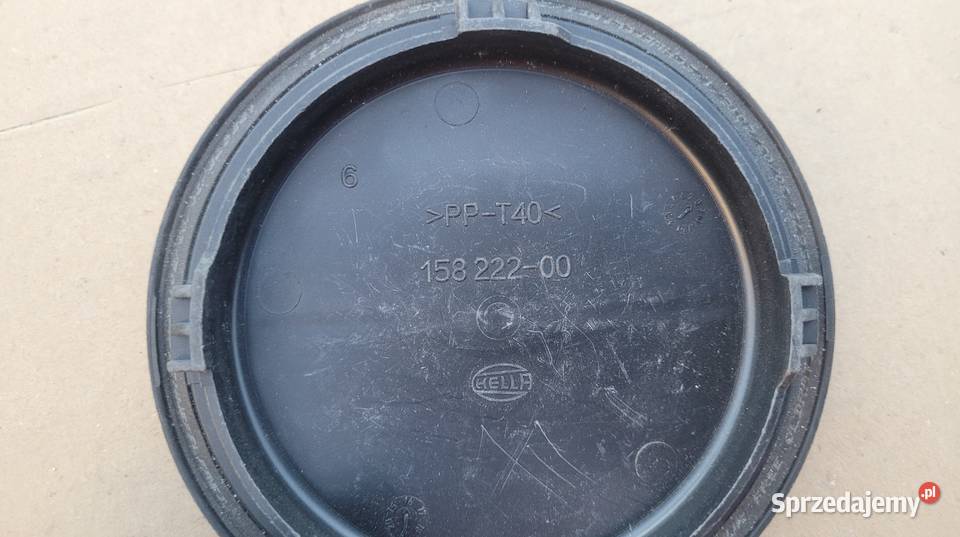 6
>PP-T40<
158 222-00
HELLA
Sprzedajemy.pl